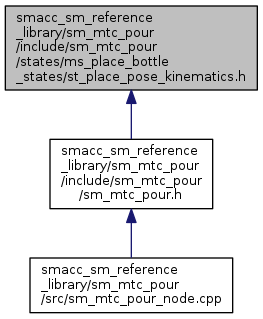 smacc_sm_reference
_library/sm_mtc_pour
/include/sm_mtc_pour
/states/ms_place_bottle
_states/st_place_pose_kinematics.h
smacc_sm_reference
_library/sm_mtc_pour
/include/sm_mtc_pour
/sm_mtc_pour.h
smacc_sm_reference
_library/sm_mtc_pour
/src/sm_mtc_pour_node.cpp